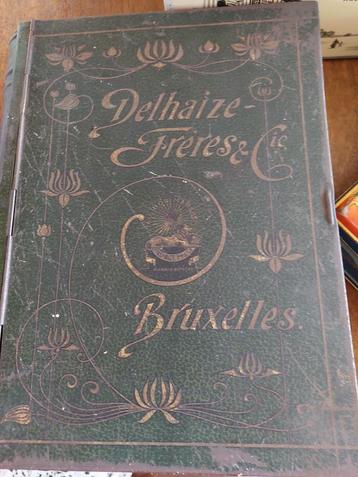 Delhaize-
Frères & Cie
Bruxelles.